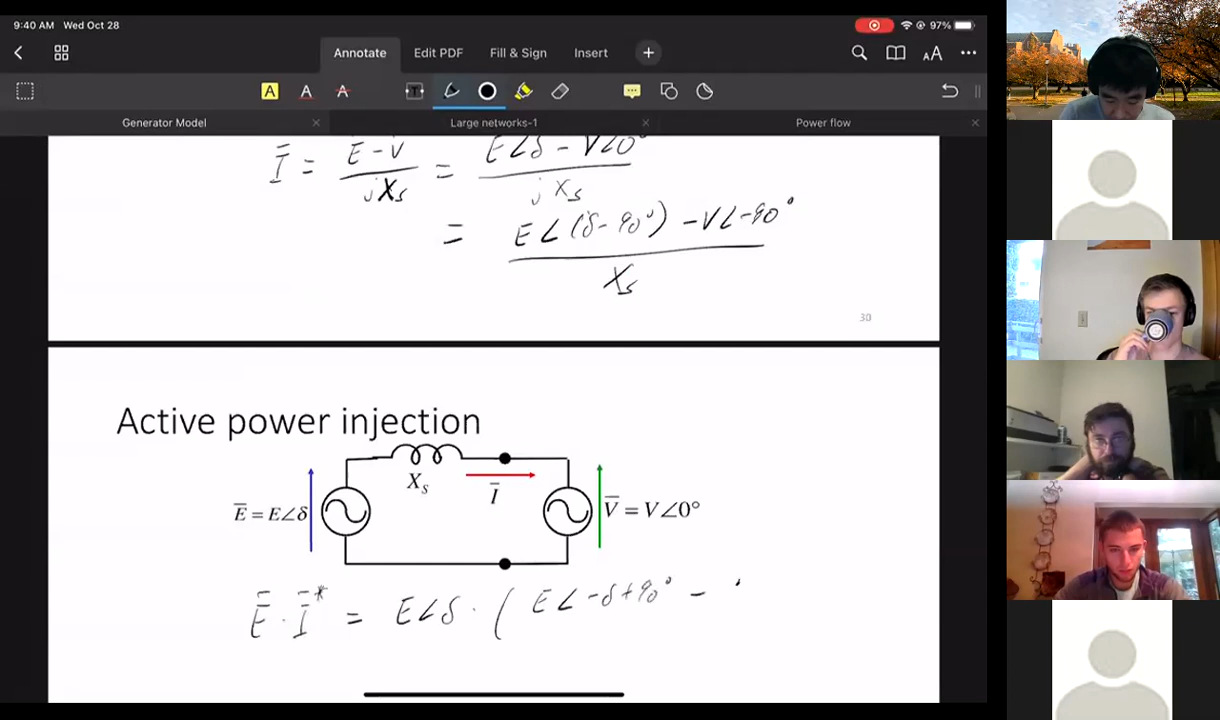 9:40 AM Wed Oct 28
97%
Annotate Edit PDF Fill & Sign Insert
AA
A A A T
Generator Model × Large networks-1 × Power flow ×
Ī = E - V / jXs = E∠δ - V∠0° / jXs
= E∠(δ-90°) - V∠-90° / Xs
30
Active power injection
Xs
Ī
Ē = E∠δ
V̄ = V∠0°
Ē · Ī* = E∠δ · ( E∠-δ+90° -